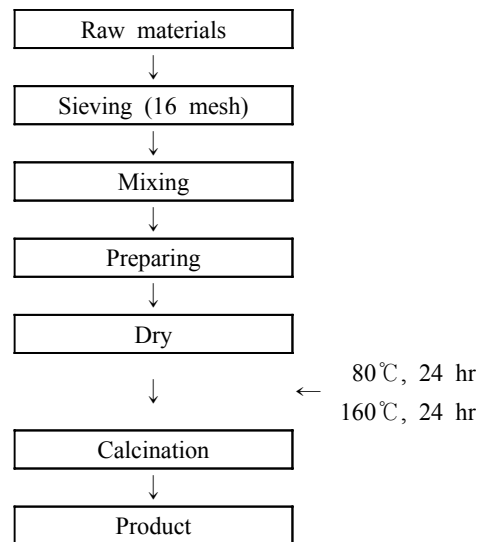 Raw materials
↓
Sieving (16 mesh)
↓
Mixing
↓
Preparing
↓
Dry
↓
← 80℃, 24 hr
160℃, 24 hr
Calcination
↓
Product